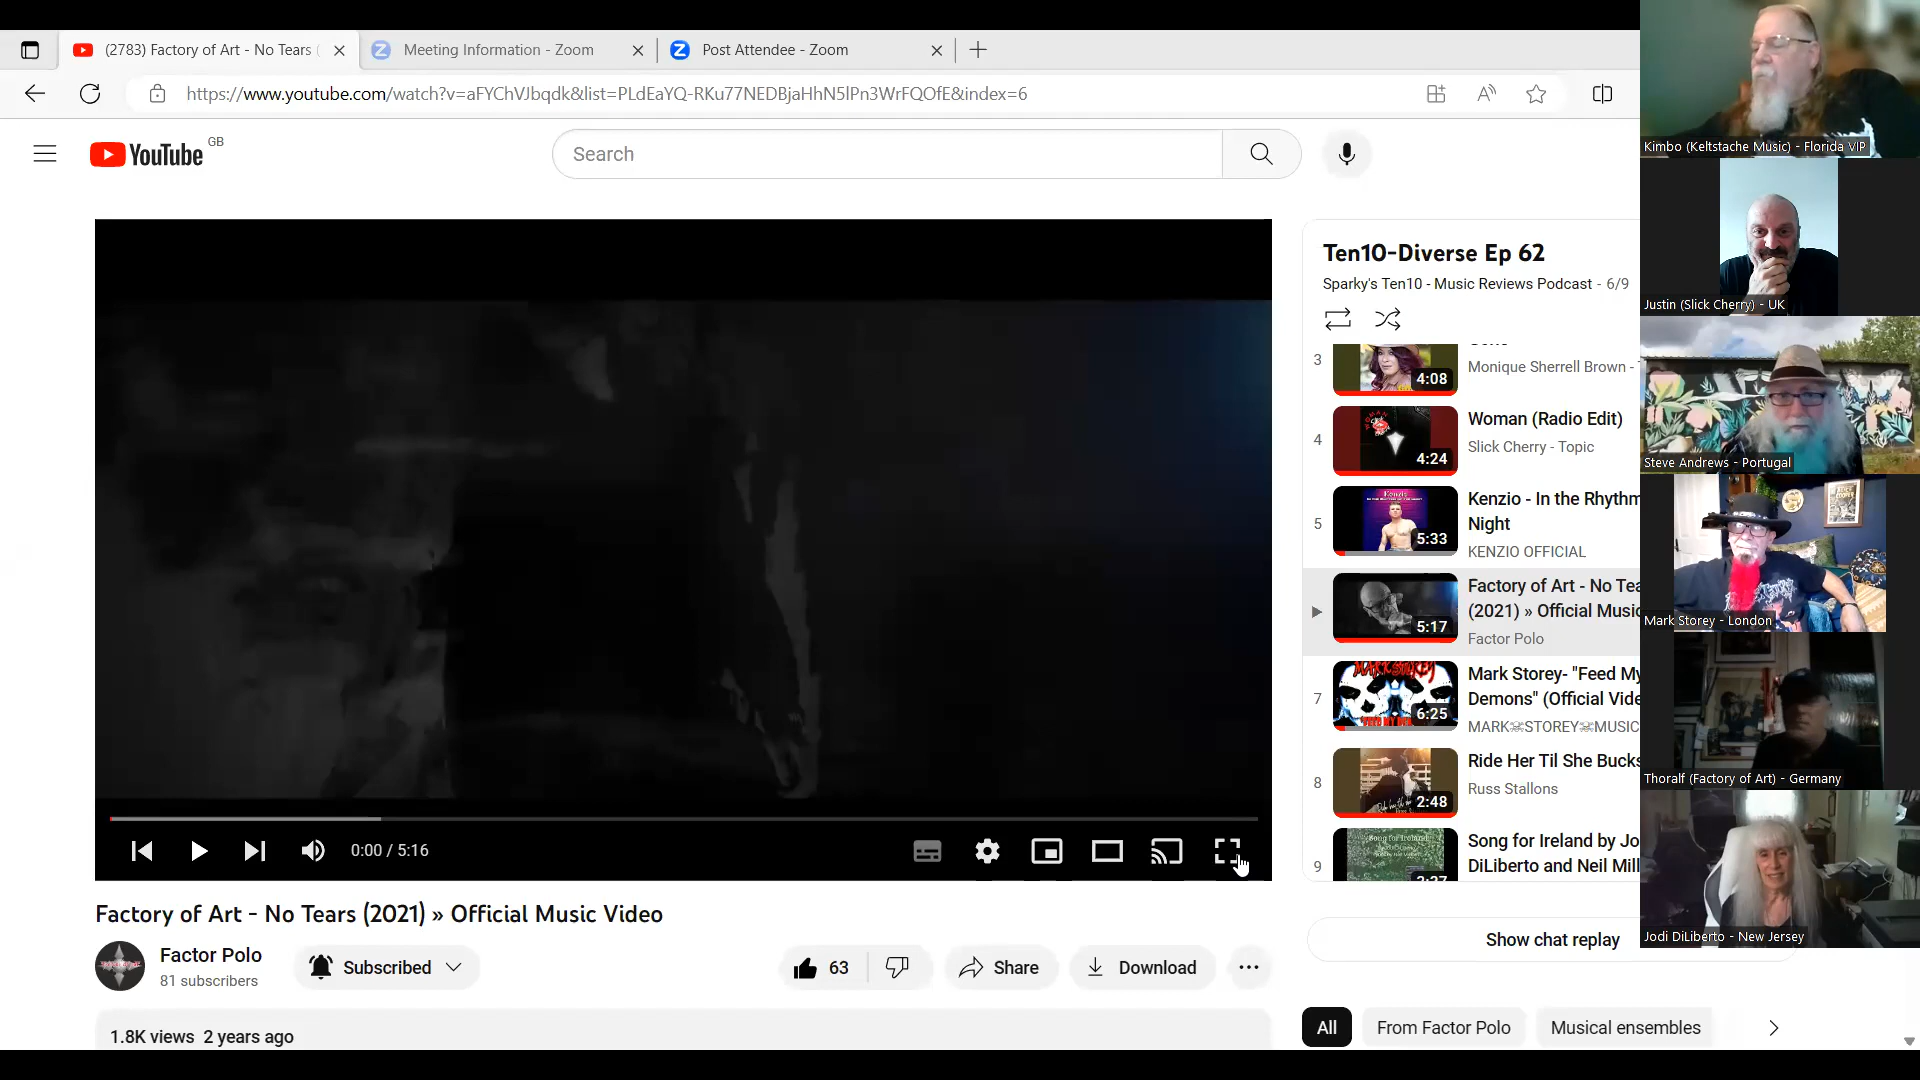 (2783) Factory of Art - No Tears (
Meeting Information - Zoom
Post Attendee - Zoom
https://www.youtube.com/watch?v=aFYChVJbqdk&list=PLdEaYQ-RKu77NEDBjaHhN5lPn3WrFQOfE&index=6
YouTube GB
Search
Ten10-Diverse Ep 62
Sparky's Ten10 - Music Reviews Podcast - 6/9
3
4:08
Monique Sherrell Brown -
4
4:24
Woman (Radio Edit)
Slick Cherry - Topic
5
5:33
Kenzio - In the Rhythm
Night
KENZIO OFFICIAL
5:17
Factory of Art - No Tea
(2021) » Official Music
Factor Polo
7
MARK STOREY
6:25
Mark Storey- "Feed My
Demons" (Official Vide
MARK☠STOREY☠MUSIC
8
2:48
Ride Her Til She Bucks
Russ Stallons
9
Song for Ireland
Song for Ireland by Jo
DiLiberto and Neil Mill
0:00 / 5:16
Factory of Art - No Tears (2021) » Official Music Video
Factor Polo
81 subscribers
Subscribed
63
Share
Download
1.8K views 2 years ago
Show chat replay
All
From Factor Polo
Musical ensembles
Kimbo (Keltstache Music) - Florida VIP
Justin (Slick Cherry) - UK
Steve Andrews - Portugal
Mark Storey - London
Thoralf (Factory of Art) - Germany
Jodi DiLiberto - New Jersey